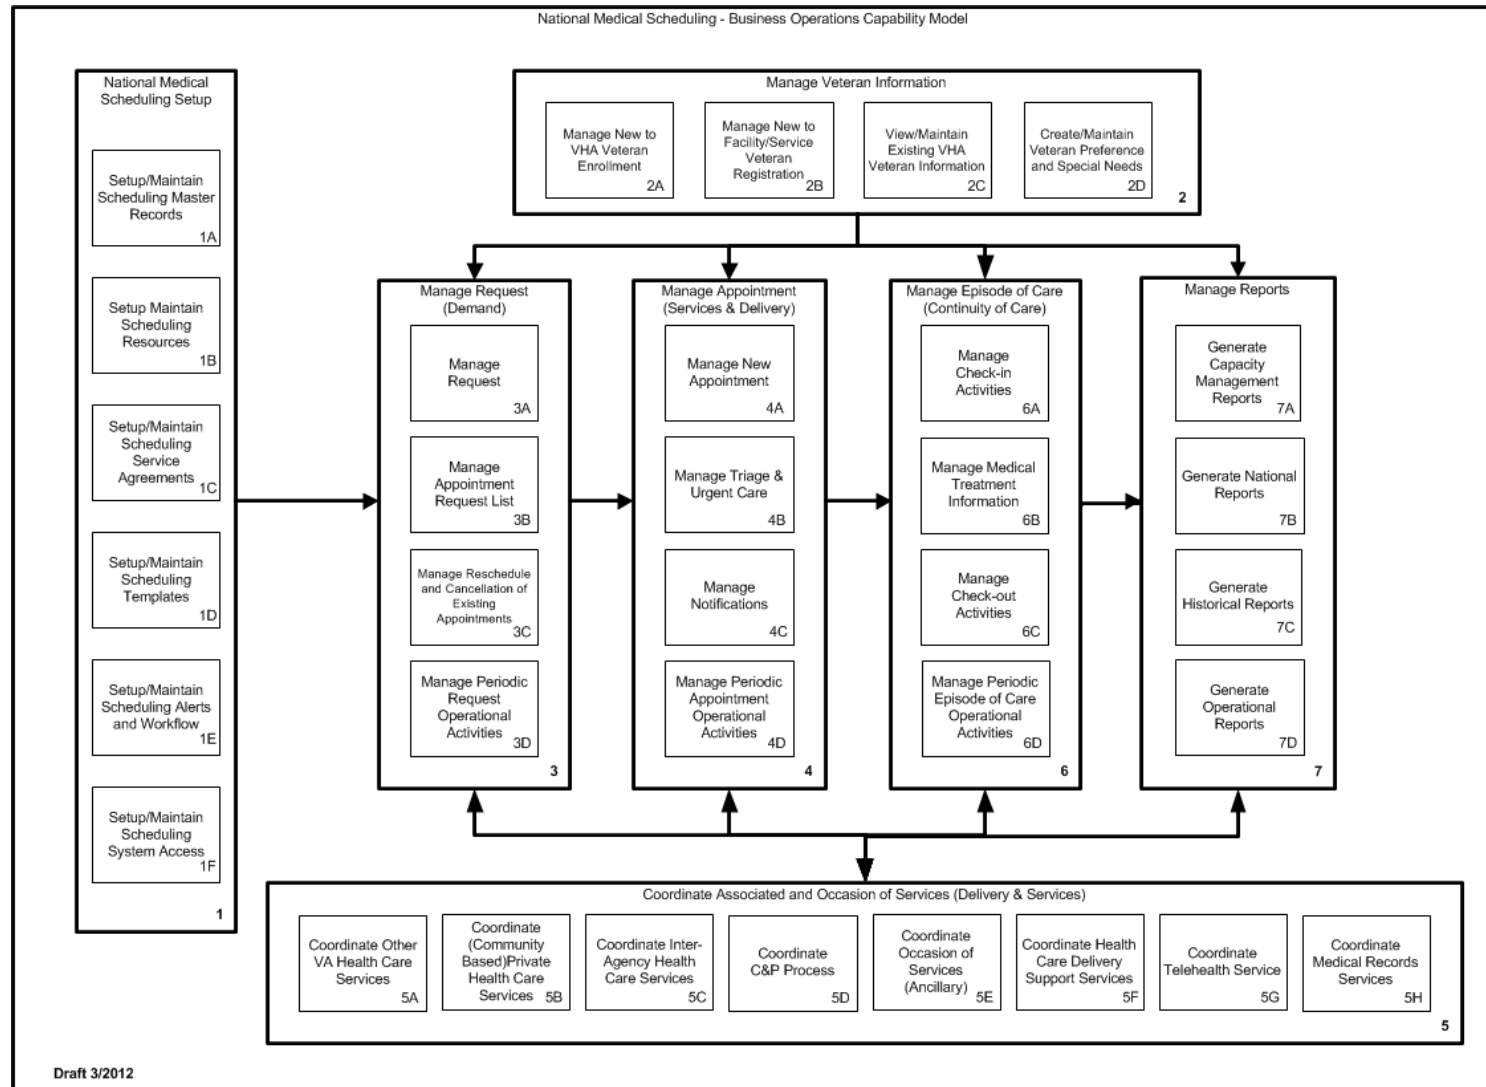 National Medical Scheduling - Business Operations Capability Model
National Medical
Scheduling Setup
Setup/Maintain
Scheduling Master
Records
1A
Setup Maintain
Scheduling
Resources
1B
Setup/Maintain
Scheduling
Service
Agreements
1C
Setup/Maintain
Scheduling
Templates
1D
Setup/Maintain
Scheduling Alerts
and Workflow
1E
Setup/Maintain
Scheduling
System Access
1F
1
Manage Veteran Information
Manage New to
VHA Veteran
Enrollment
2A
Manage New to
Facility/Service
Veteran
Registration
2B
View/Maintain
Existing VHA
Veteran Information
2C
Create/Maintain
Veteran Preference
and Special Needs
2D
2
Manage Request
(Demand)
Manage
Request
3A
Manage
Appointment
Request List
3B
Manage Reschedule
and Cancellation of
Existing
Appointments
3C
Manage Periodic
Request
Operational
Activities
3D
3
Manage Appointment
(Services & Delivery)
Manage New
Appointment
4A
Manage Triage &
Urgent Care
4B
Manage
Notifications
4C
Manage Periodic
Appointment
Operational
Activities
4D
4
Manage Episode of Care
(Continuity of Care)
Manage
Check-in
Activities
6A
Manage Medical
Treatment
Information
6B
Manage
Check-out
Activities
6C
Manage Periodic
Episode of Care
Operational
Activities
6D
6
Manage Reports
Generate
Capacity
Management
Reports
7A
Generate National
Reports
7B
Generate
Historical Reports
7C
Generate
Operational
Reports
7D
7
Coordinate Associated and Occasion of Services (Delivery & Services)
Coordinate Other
VA Health Care
Services
5A
Coordinate
(Community
Based)Private
Health Care
Services
5B
Coordinate Inter-
Agency Health
Care Services
5C
Coordinate
C&P Process
5D
Coordinate
Occasion of
Services
(Ancillary)
5E
Coordinate Health
Care Delivery
Support Services
5F
Coordinate
Telehealth Service
5G
Coordinate
Medical Records
Services
5H
5
Draft 3/2012